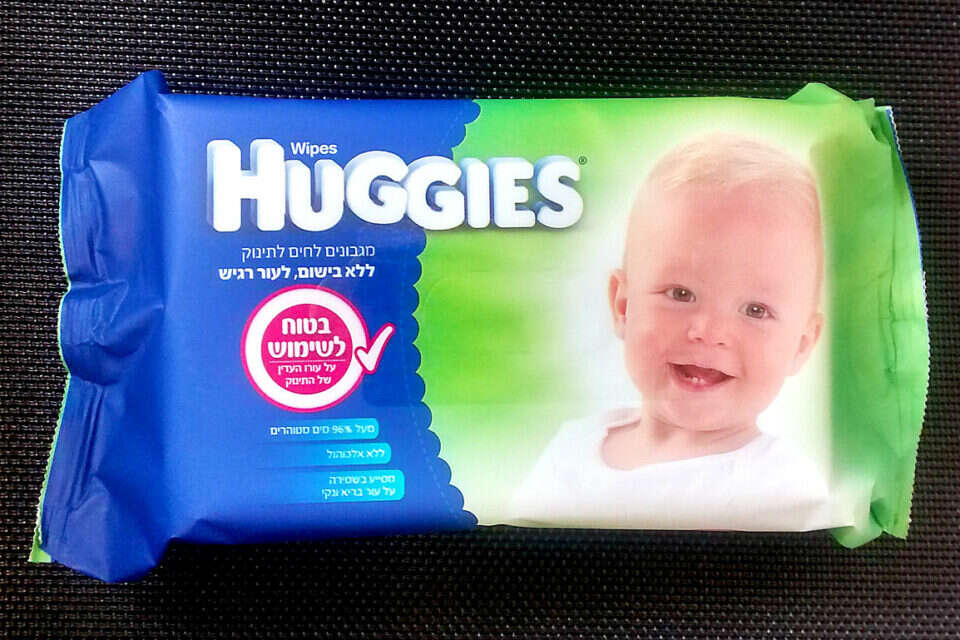 Wipes
HUGGIES®
מגבונים לחים לתינוק
ללא בישום, לעור רגיש
בטוח
לשימוש
על עורו העדין
של התינוק
מעל 96% מים מטוהרים
ללא אלכוהול
מסייע בשמירה
על עור בריא ונקי